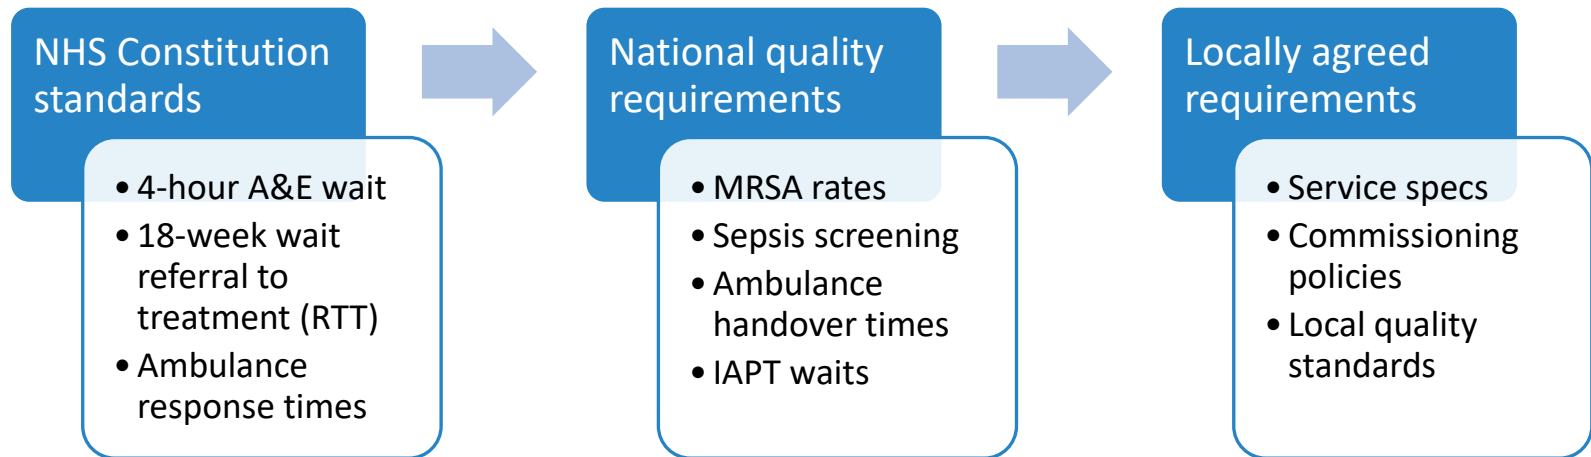 NHS Constitution
standards
• 4-hour A&E wait
• 18-week wait
referral to
treatment (RTT)
• Ambulance
response times
National quality
requirements
• MRSA rates
• Sepsis screening
• Ambulance
handover times
• IAPT waits
Locally agreed
requirements
• Service specs
• Commissioning
policies
• Local quality
standards